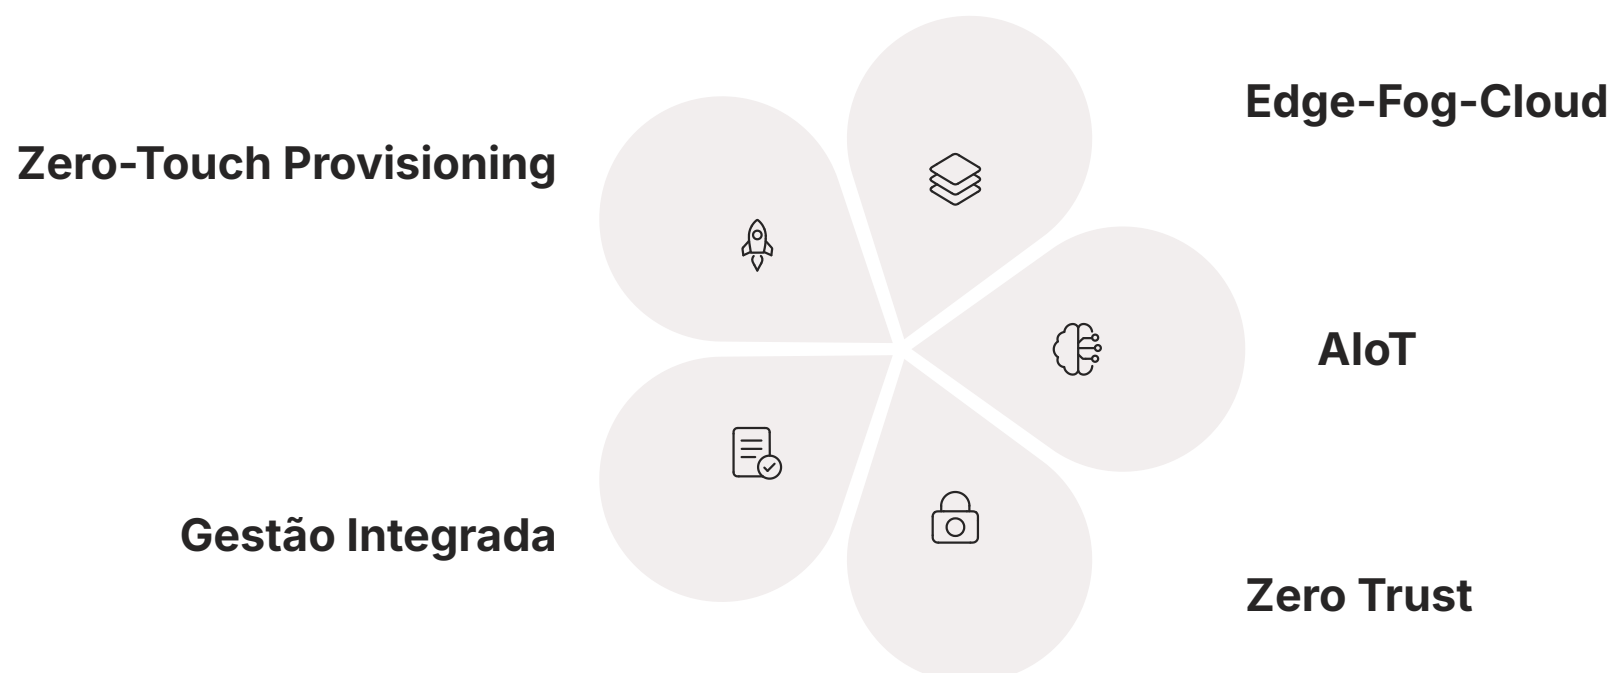 Edge-Fog-Cloud
Zero-Touch Provisioning
AIoT
Gestão Integrada
Zero Trust